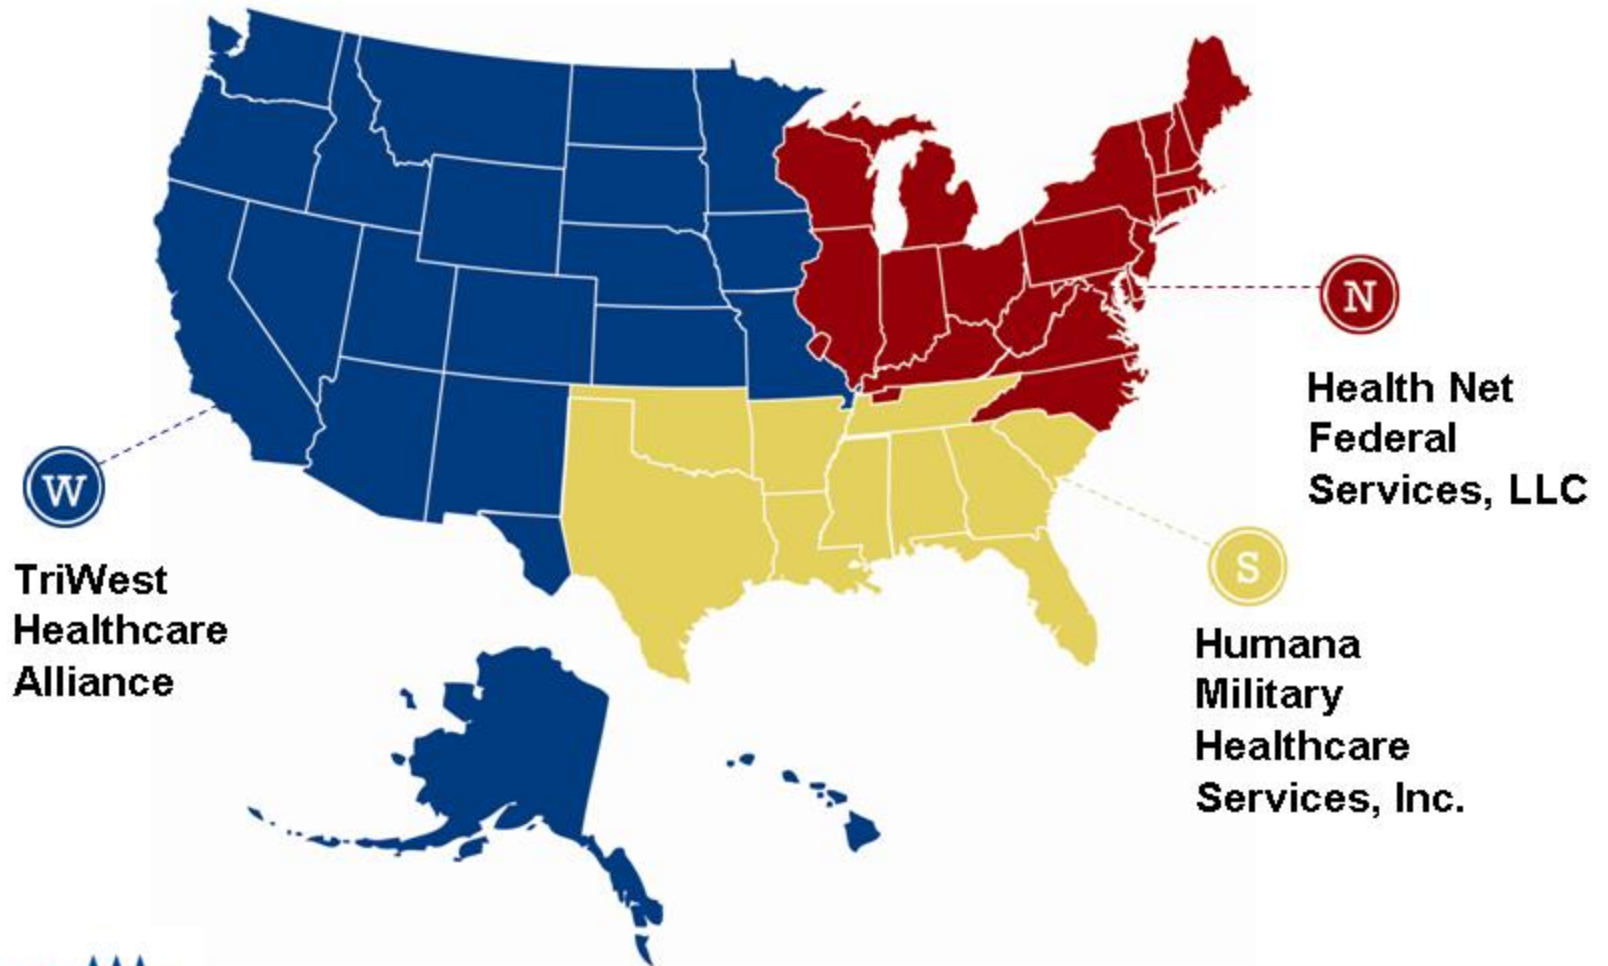 N
Health Net
Federal
Services, LLC
W
TriWest
Healthcare
Alliance
S
Humana
Military
Healthcare
Services, Inc.